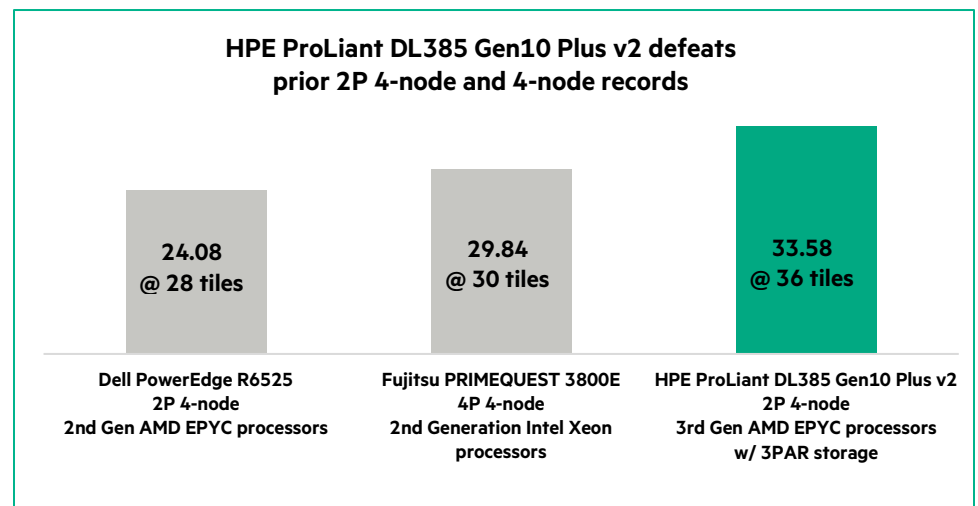 HPE ProLiant DL385 Gen10 Plus v2 defeats
prior 2P 4-node and 4-node records
24.08
@ 28 tiles
29.84
@ 30 tiles
33.58
@ 36 tiles
Dell PowerEdge R6525
2P 4-node
2nd Gen AMD EPYC processors
Fujitsu PRIMEQUEST 3800E
4P 4-node
2nd Generation Intel Xeon
processors
HPE ProLiant DL385 Gen10 Plus v2
2P 4-node
3rd Gen AMD EPYC processors
w/ 3PAR storage